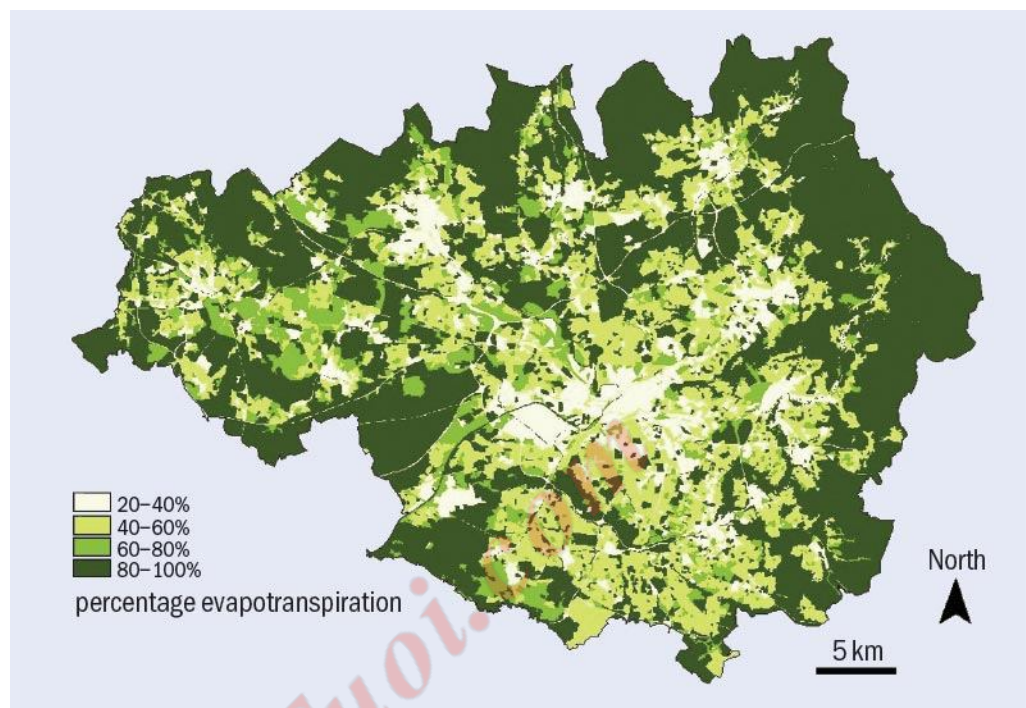 20–40%
40–60%
60–80%
80–100%
percentage evapotranspiration
North
5 km